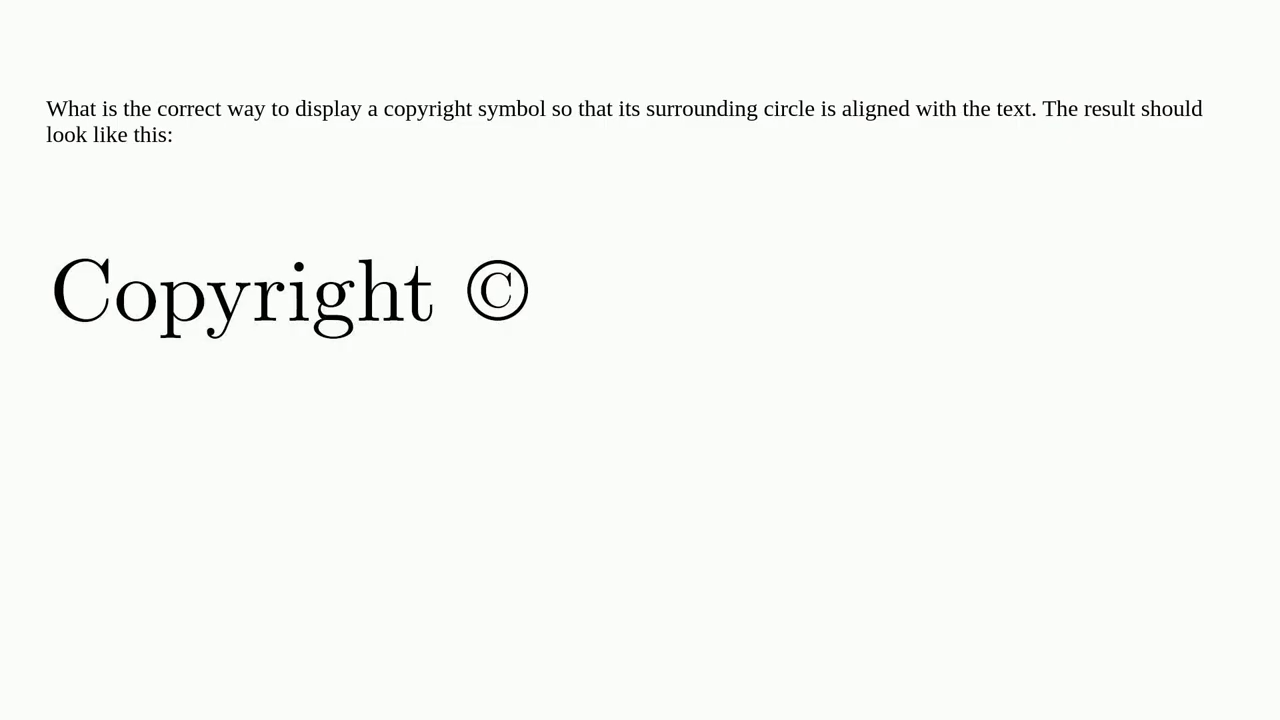 What is the correct way to display a copyright symbol so that its surrounding circle is aligned with the text. The result should
look like this:
Copyright ©